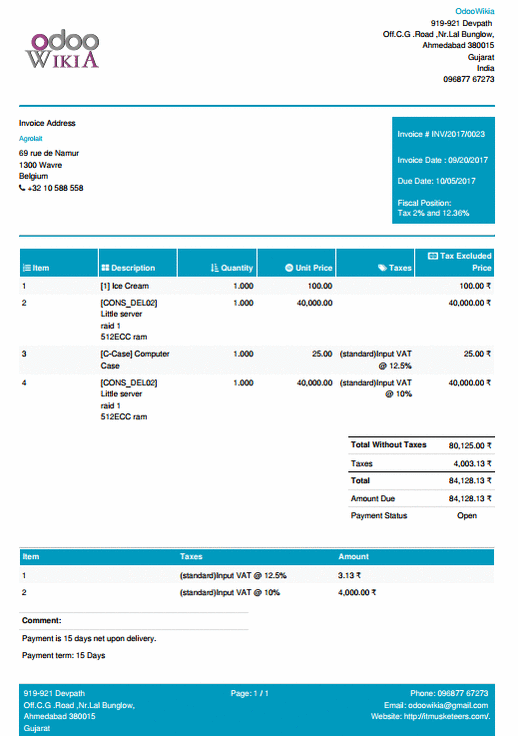 odoo
WIKIA
OdooWikia
919-921 Devpath
Off.C.G .Road ,Nr.Lal Bunglow,
Ahmedabad 380015
Gujarat
India
096877 67273
Invoice Address
Agrolait
69 rue de Namur
1300 Wavre
Belgium
+32 10 588 558
Invoice # INV/2017/0023
Invoice Date : 09/20/2017
Due Date: 10/05/2017
Fiscal Position:
Tax 2% and 12.36%
Item Description Quantity Unit Price Taxes Tax Excluded Price
1 [1] Ice Cream 1.000 100.00 100.00 ₹
2 [CONS_DEL02] 1.000 40,000.00 40,000.00 ₹
Little server
raid 1
512ECC ram
3 [C-Case] Computer 1.000 25.00 (standard)Input VAT 25.00 ₹
Case @ 12.5%
4 [CONS_DEL02] 1.000 40,000.00 (standard)Input VAT 40,000.00 ₹
Little server @ 10%
raid 1
512ECC ram
Total Without Taxes 80,125.00 ₹
Taxes 4,003.13 ₹
Total 84,128.13 ₹
Amount Due 84,128.13 ₹
Payment Status Open
Item Taxes Amount
1 (standard)Input VAT @ 12.5% 3.13 ₹
2 (standard)Input VAT @ 10% 4,000.00 ₹
Comment:
Payment is 15 days net upon delivery.
Payment term: 15 Days
919-921 Devpath Page: 1 / 1 Phone: 096877 67273
Off.C.G .Road ,Nr.Lal Bunglow, Email: odoowikia@gmail.com
Ahmedabad 380015 Website: http://itmusketeers.com/.
Gujarat